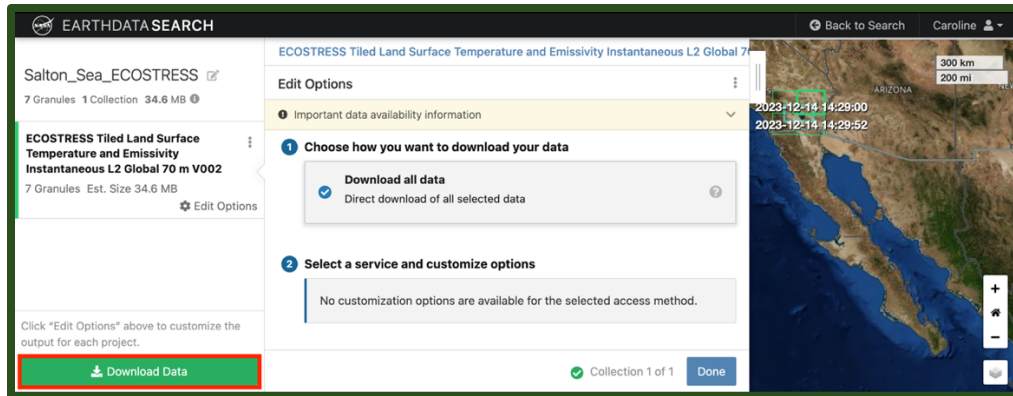 EARTHDATA SEARCH
Back to Search
Caroline
Salton_Sea_ECOSTRESS
7 Granules 1 Collection 34.6 MB
ECOSTRESS Tiled Land Surface
Temperature and Emissivity
Instantaneous L2 Global 70 m V002
7 Granules Est. Size 34.6 MB
Edit Options
Click "Edit Options" above to customize the
output for each project.
Download Data
ECOSTRESS Tiled Land Surface Temperature and Emissivity Instantaneous L2 Global 7
Edit Options
Important data availability information
1 Choose how you want to download your data
Download all data
Direct download of all selected data
2 Select a service and customize options
No customization options are available for the selected access method.
Collection 1 of 1
Done
300 km
200 mi
ARIZONA
2023-12-14 14:29:00
2023-12-14 14:29:52